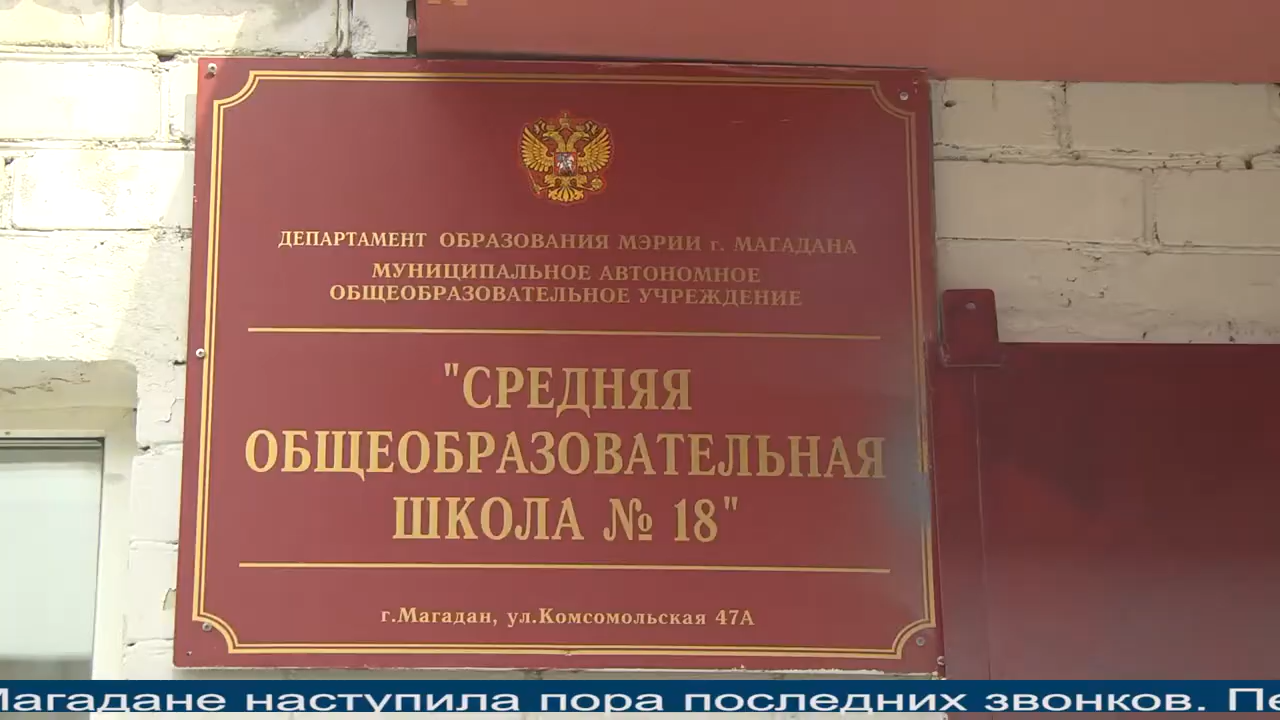 ДЕПАРТАМЕНТ ОБРАЗОВАНИЯ МЭРИИ г. МАГАДАНА
МУНИЦИПАЛЬНОЕ АВТОНОМНОЕ
ОБЩЕОБРАЗОВАТЕЛЬНОЕ УЧРЕЖДЕНИЕ
"СРЕДНЯЯ
ОБЩЕОБРАЗОВАТЕЛЬНАЯ
ШКОЛА № 18"
г.Магадан, ул.Комсомольская 47А
Магадане наступила пора последних звонков. Пе